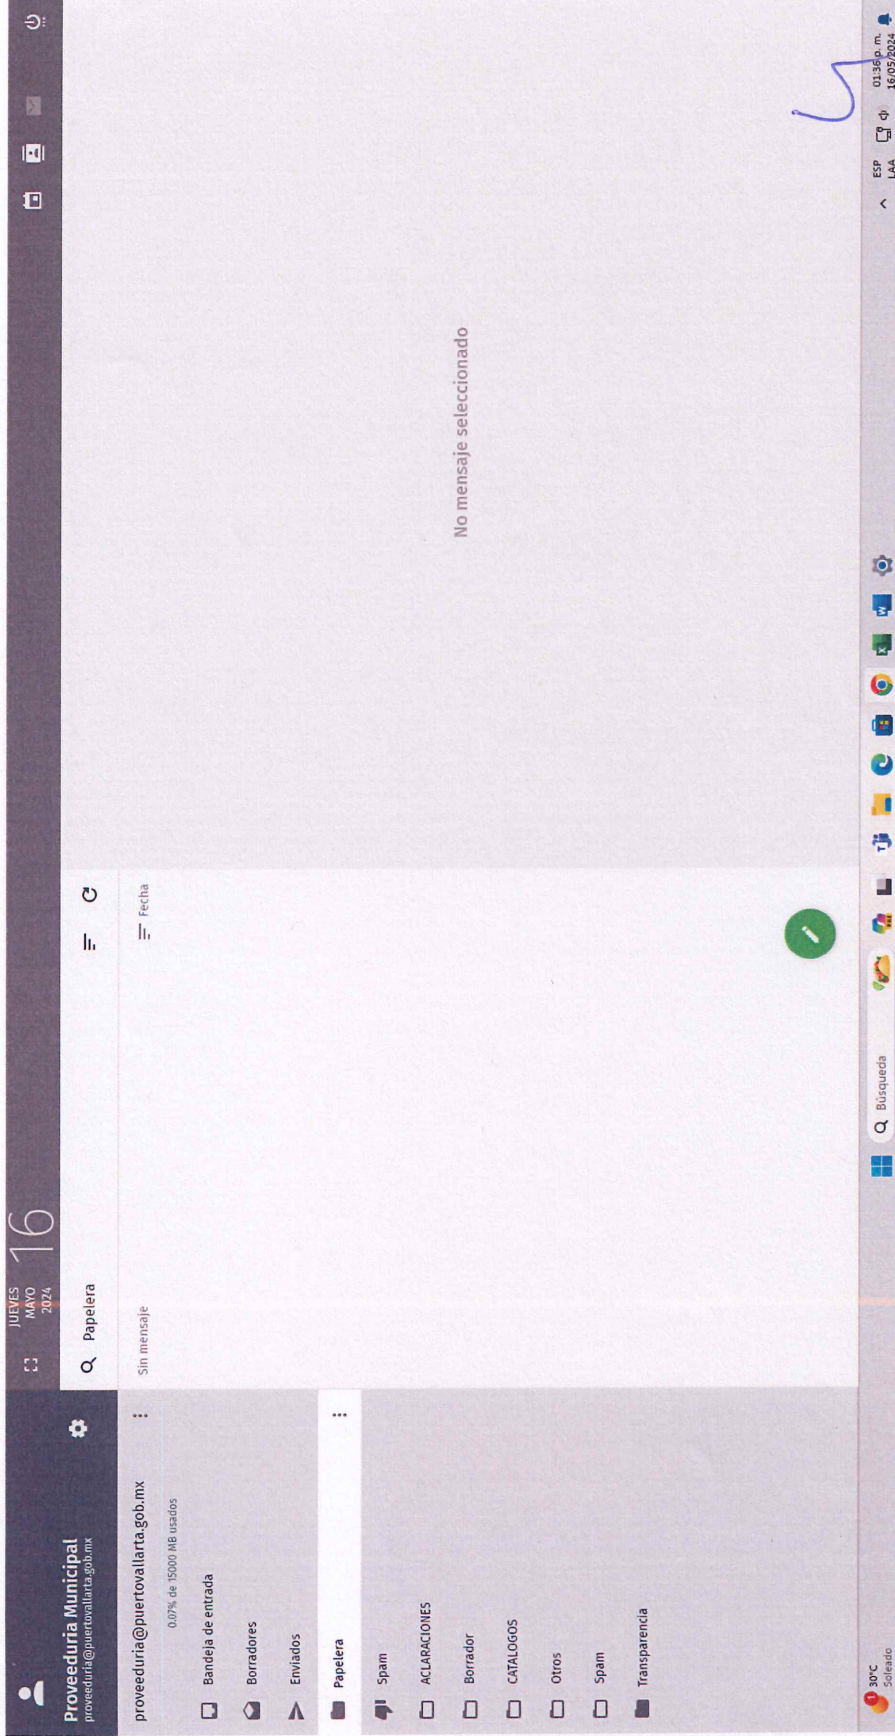 JUEVES
MAYO
2024
16
Proveeduria Municipal
proveeduria@puertovallarta.gob.mx
Papelera
proveeduria@puertovallarta.gob.mx
0.07% de 15000 MB usados
Bandeja de entrada
Borradores
Enviados
Papelera
Spam
ACLARACIONES
Borrador
CATALOGOS
Otros
Spam
Transparencia
Sin mensaje
Fecha
No mensaje seleccionado
1
30°C
Soleado
Búsqueda
ESP
LAA
01:36 p. m.
16/05/2024